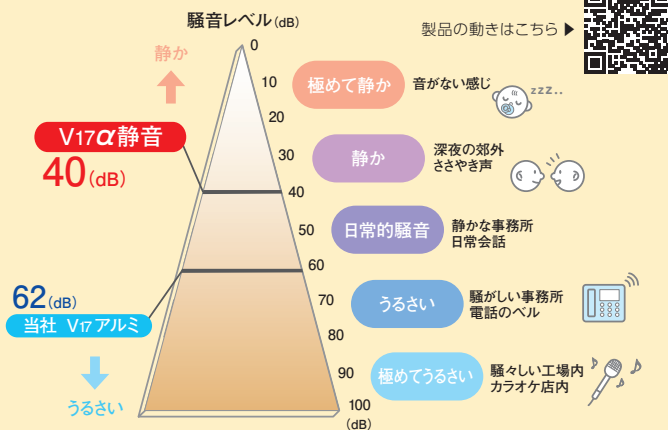 騒音レベル(dB)
製品の動きはこちら ▶
静か
0
10
極めて静か
音がない感じ
zzz..
20
V17α静音
40(dB)
30
静か
深夜の郊外
ささやき声
40
50
日常的騒音
静かな事務所
日常会話
60
62(dB)
当社 V17アルミ
70
うるさい
騒がしい事務所
電話のベル
80
うるさい
90
極めてうるさい
騒々しい工場内
カラオケ店内
100
(dB)